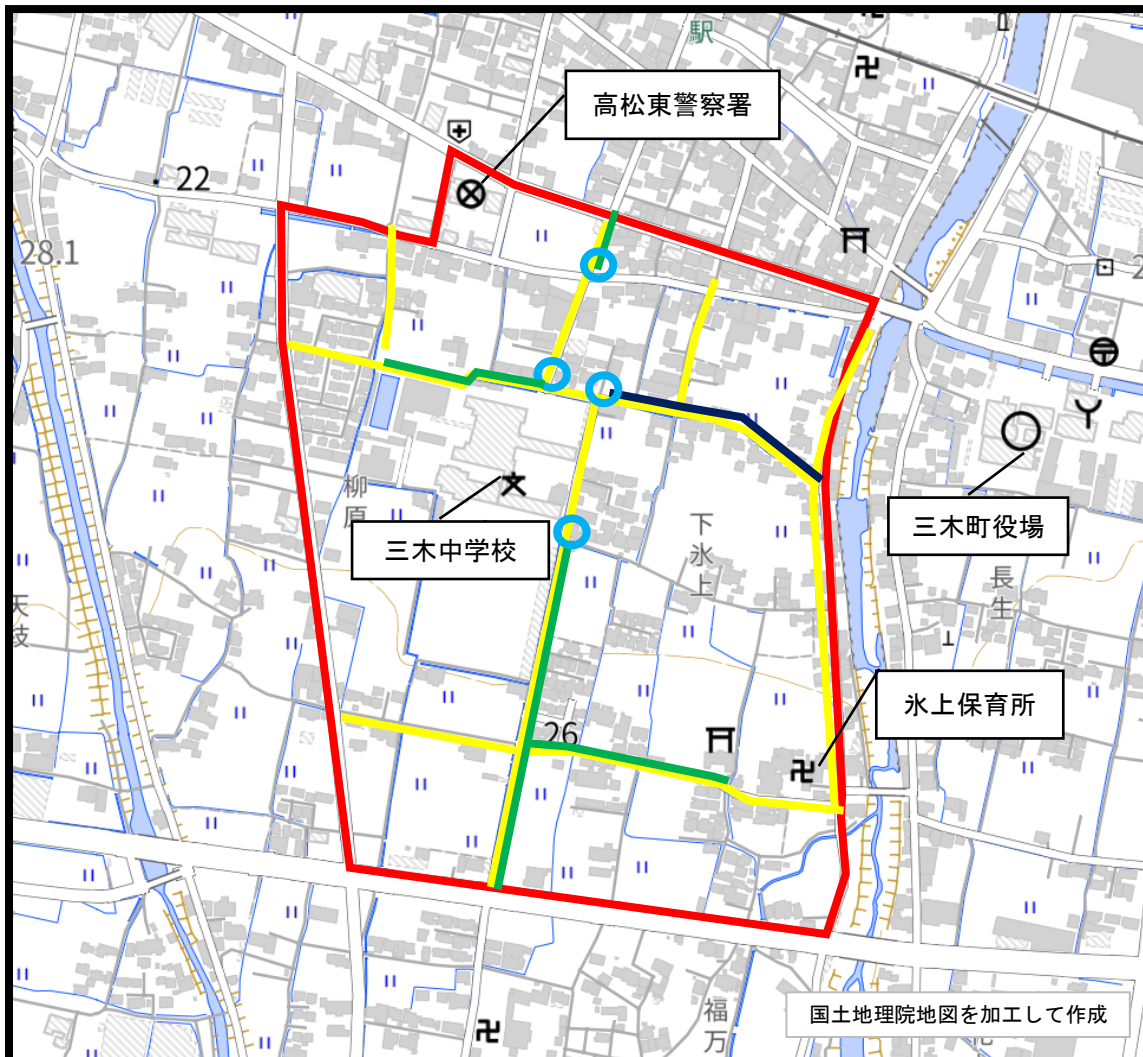 駅
高松東警察署
22
28.1
2
柳原
三木中学校
下氷上
三木町役場
長生
天枝
氷上保育所
26
福万
国土地理院地図を加工して作成